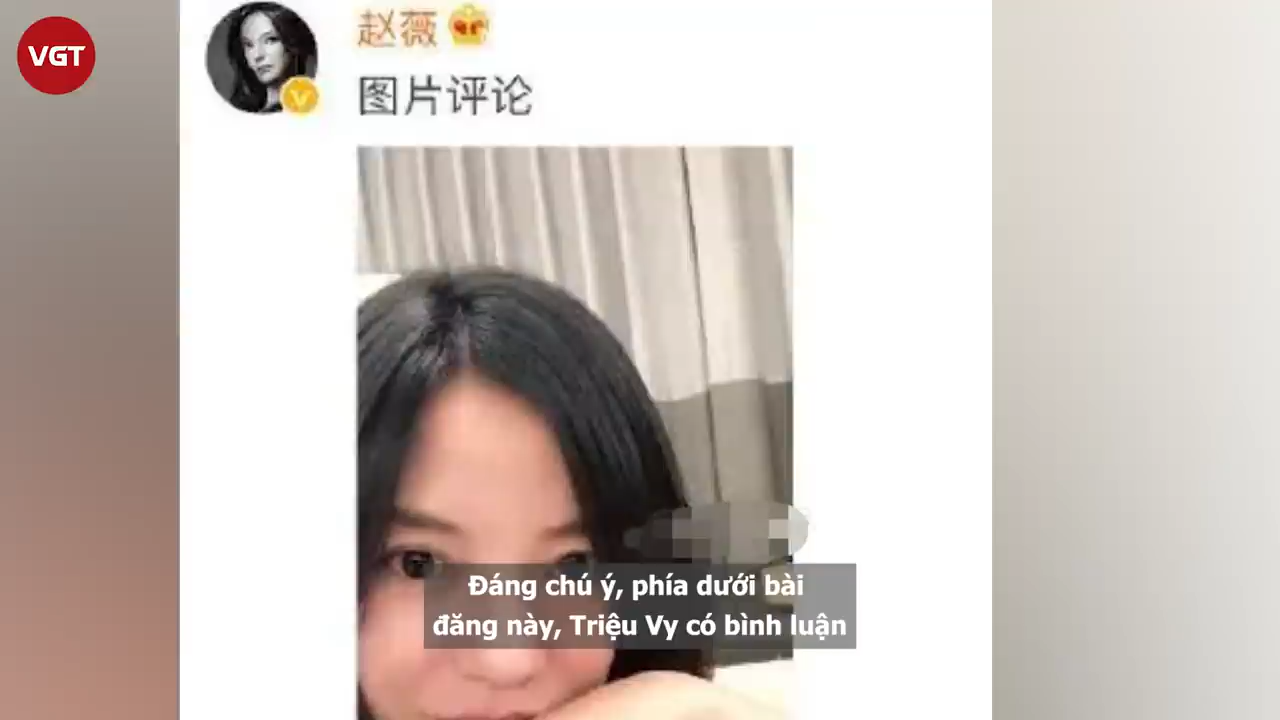 VGT
赵薇
图片评论
Đáng chú ý, phía dưới bài
đăng này, Triệu Vy có bình luận